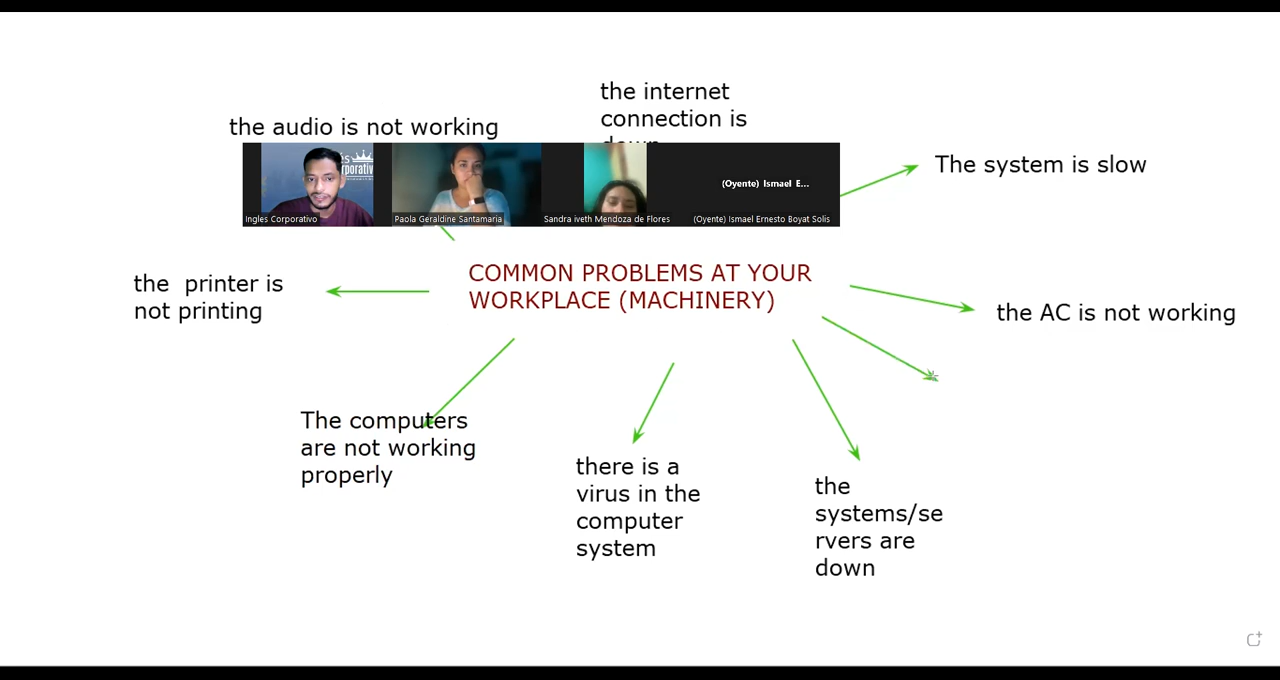 the internet
connection is
down
the audio is not working
The system is slow
(Oyente) Ismael E...
Ingles Corporativo
Paola Geraldine Santamaria
Sandra iveth Mendoza de Flores
(Oyente) Ismael Ernesto Boyat Solis
COMMON PROBLEMS AT YOUR
WORKPLACE (MACHINERY)
the printer is
not printing
the AC is not working
The computers
are not working
properly
there is a
virus in the
computer
system
the
systems/se
rvers are
down